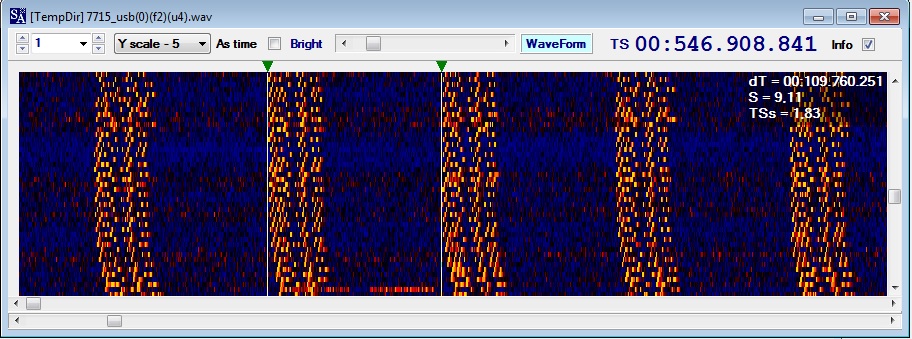 SA [TempDir] 7715_usb(0)(f2)(u4).wav
1 Y scale - 5 As time Bright WaveForm TS 00:546.908.841 Info
dT = 00:109.760.251
S = 9.11
TSs = 1.83